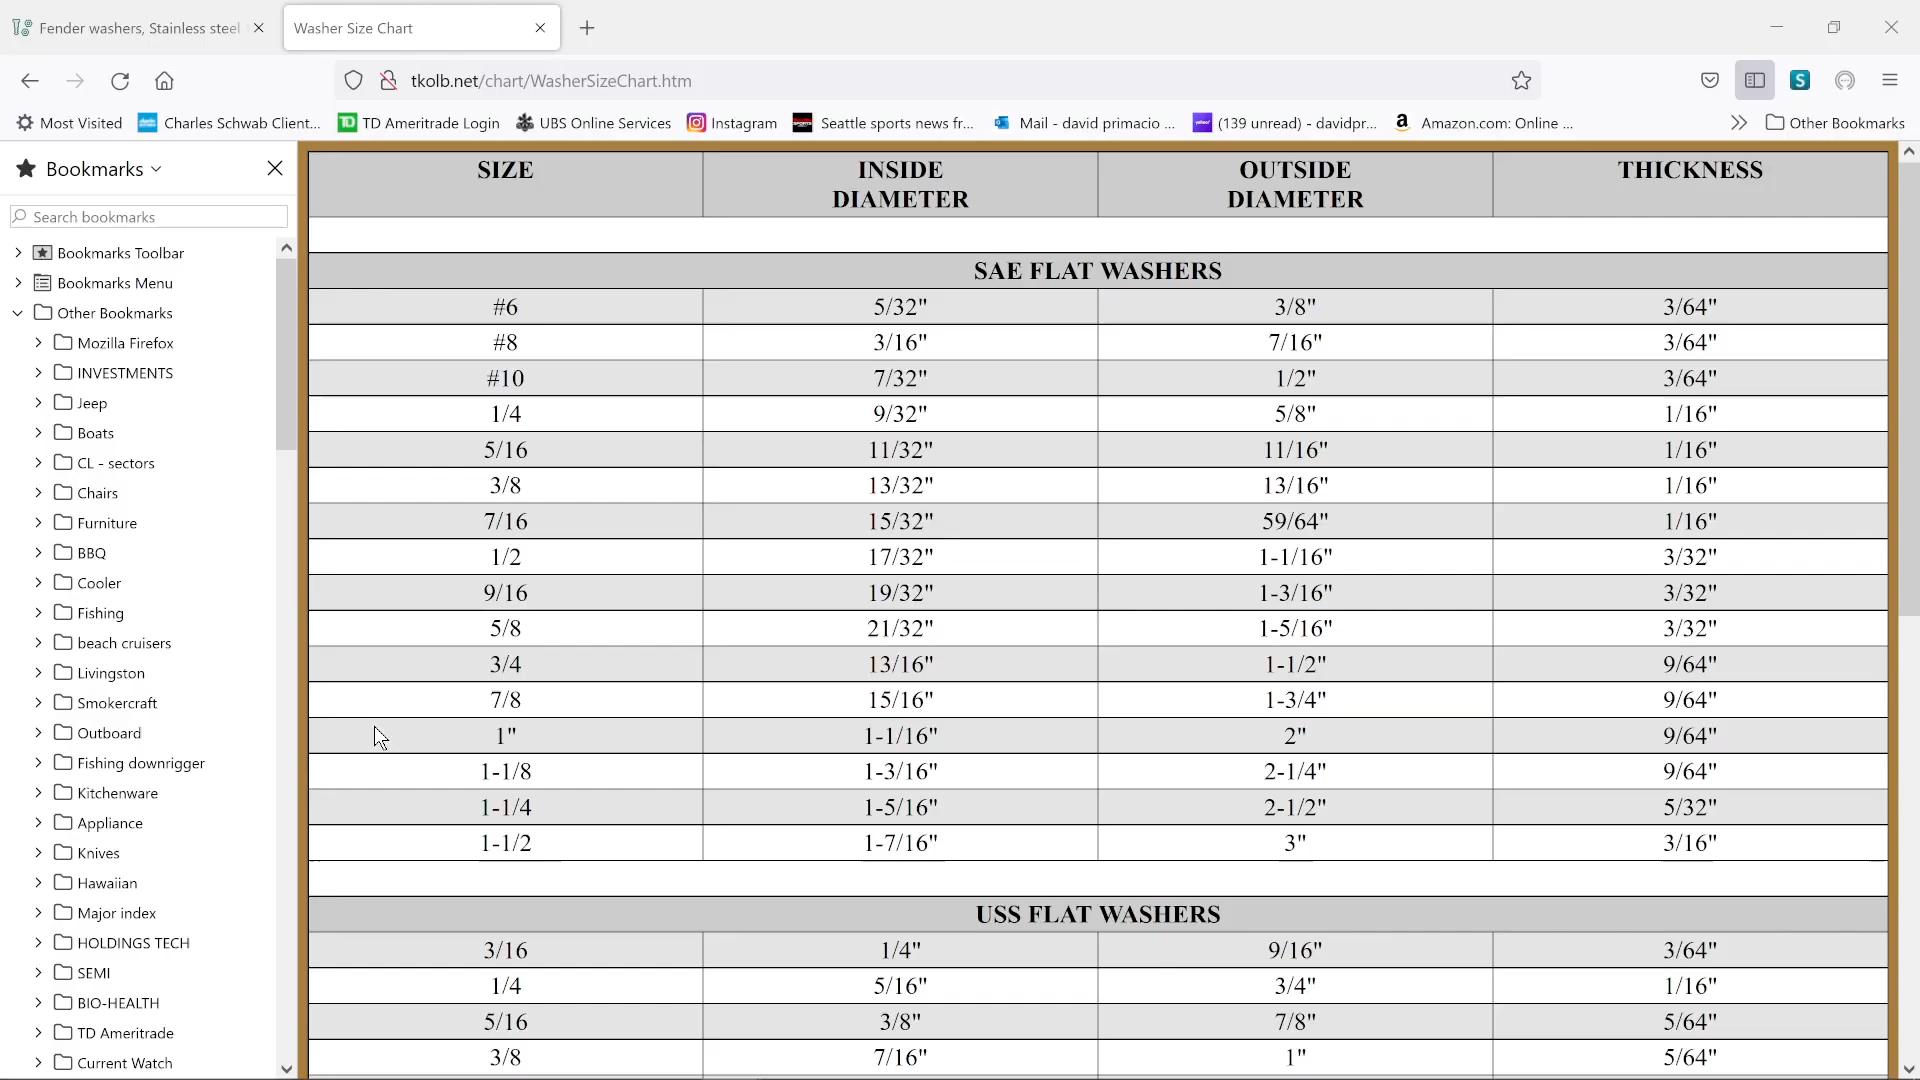 Fender washers, Stainless steel
Washer Size Chart
tkolb.net/chart/WasherSizeChart.htm
Most Visited
Charles Schwab Client...
TD Ameritrade Login
UBS Online Services
Instagram
Seattle sports news fr...
Mail - david primacio ...
(139 unread) - davidpr...
Amazon.com: Online ...
Other Bookmarks
Bookmarks
Search bookmarks
Bookmarks Toolbar
Bookmarks Menu
Other Bookmarks
Mozilla Firefox
INVESTMENTS
Jeep
Boats
CL - sectors
Chairs
Furniture
BBQ
Cooler
Fishing
beach cruisers
Livingston
Smokercraft
Outboard
Fishing downrigger
Kitchenware
Appliance
Knives
Hawaiian
Major index
HOLDINGS TECH
SEMI
BIO-HEALTH
TD Ameritrade
Current Watch
SIZE INSIDE DIAMETER OUTSIDE DIAMETER THICKNESS
SAE FLAT WASHERS
#6 5/32" 3/8" 3/64"
#8 3/16" 7/16" 3/64"
#10 7/32" 1/2" 3/64"
1/4 9/32" 5/8" 1/16"
5/16 11/32" 11/16" 1/16"
3/8 13/32" 13/16" 1/16"
7/16 15/32" 59/64" 1/16"
1/2 17/32" 1-1/16" 3/32"
9/16 19/32" 1-3/16" 3/32"
5/8 21/32" 1-5/16" 3/32"
3/4 13/16" 1-1/2" 9/64"
7/8 15/16" 1-3/4" 9/64"
1" 1-1/16" 2" 9/64"
1-1/8 1-3/16" 2-1/4" 9/64"
1-1/4 1-5/16" 2-1/2" 5/32"
1-1/2 1-7/16" 3" 3/16"
USS FLAT WASHERS
3/16 1/4" 9/16" 3/64"
1/4 5/16" 3/4" 1/16"
5/16 3/8" 7/8" 5/64"
3/8 7/16" 1" 5/64"